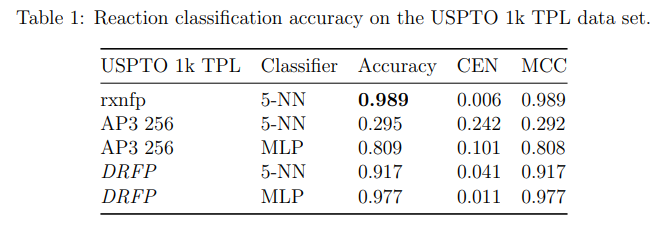 Table 1: Reaction classification accuracy on the USPTO 1k TPL data set.
USPTO 1k TPL Classifier Accuracy CEN MCC
rxnfp 5-NN 0.989 0.006 0.989
AP3 256 5-NN 0.295 0.242 0.292
AP3 256 MLP 0.809 0.101 0.808
DRFP 5-NN 0.917 0.041 0.917
DRFP MLP 0.977 0.011 0.977